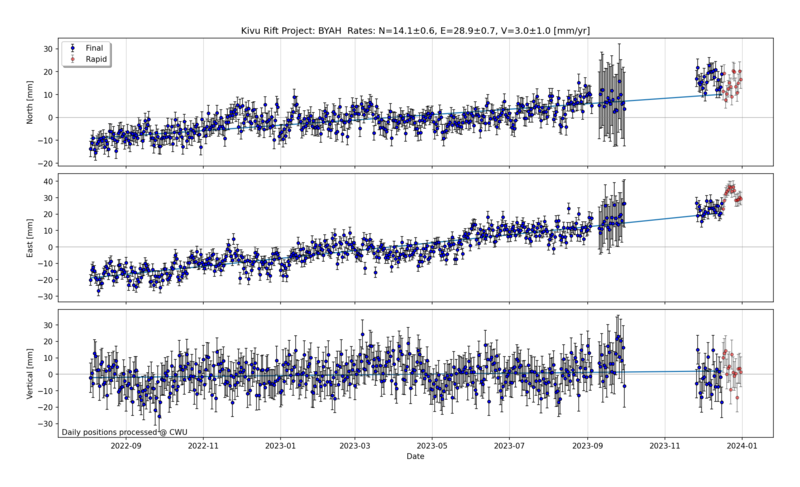 Kivu Rift Project: BYAH  Rates: N=14.1±0.6, E=28.9±0.7, V=3.0±1.0 [mm/yr]
Final
Rapid
North [mm]
30
20
10
0
−10
−20
East [mm]
40
30
20
10
0
−10
−20
−30
Vertical [mm]
30
20
10
0
−10
−20
−30
Daily positions processed @ CWU
2022-09 2022-11 2023-01 2023-03 2023-05 2023-07 2023-09 2023-11 2024-01
Date